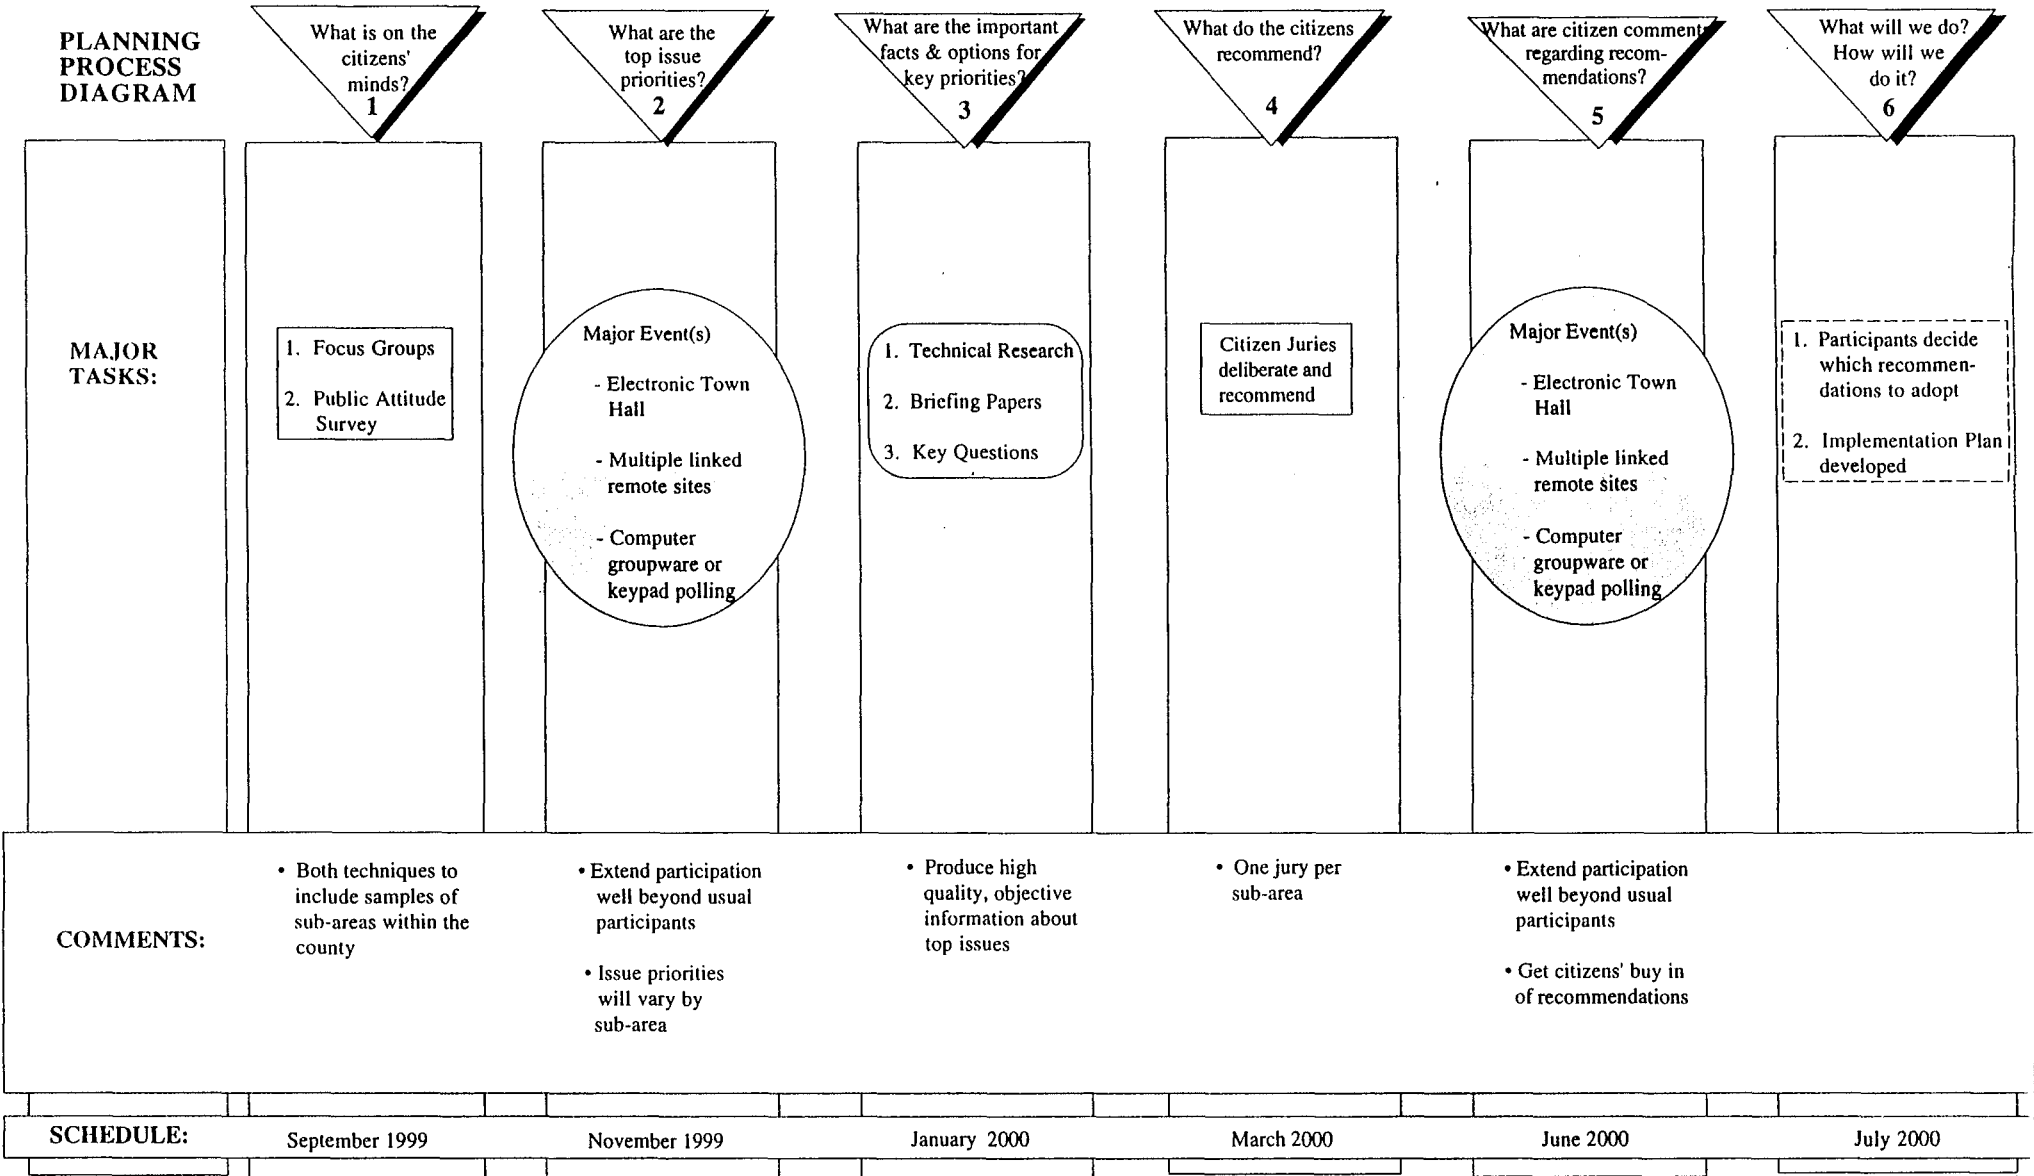 PLANNING
PROCESS
DIAGRAM
What is on the
citizens'
minds?
1
What are the
top issue
priorities?
2
What are the important
facts & options for
key priorities?
3
What do the citizens
recommend?
4
What are citizen comments
regarding recom-
mendations?
5
What will we do?
How will we
do it?
6
MAJOR
TASKS:
1. Focus Groups
2. Public Attitude
Survey
Major Event(s)
- Electronic Town
Hall
- Multiple linked
remote sites
- Computer
groupware or
keypad polling
1. Technical Research
2. Briefing Papers
3. Key Questions
Citizen Juries
deliberate and
recommend
Major Event(s)
- Electronic Town
Hall
- Multiple linked
remote sites
- Computer
groupware or
keypad polling
1. Participants decide
which recommen-
dations to adopt
2. Implementation Plan
developed
COMMENTS:
• Both techniques to
include samples of
sub-areas within the
county
• Extend participation
well beyond usual
participants
• Issue priorities
will vary by
sub-area
• Produce high
quality, objective
information about
top issues
• One jury per
sub-area
• Extend participation
well beyond usual
participants
• Get citizens' buy in
of recommendations
SCHEDULE:
September 1999
November 1999
January 2000
March 2000
June 2000
July 2000